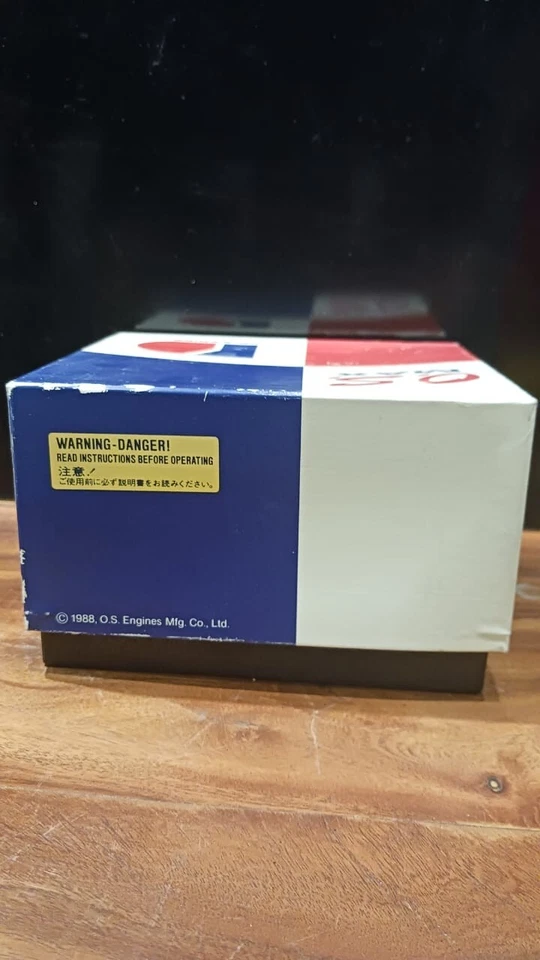 WARNING-DANGER!
READ INSTRUCTIONS BEFORE OPERATING
注意!
ご使用前に必ず説明書をお読みください。
© 1988, O.S. Engines Mfg. Co., Ltd.